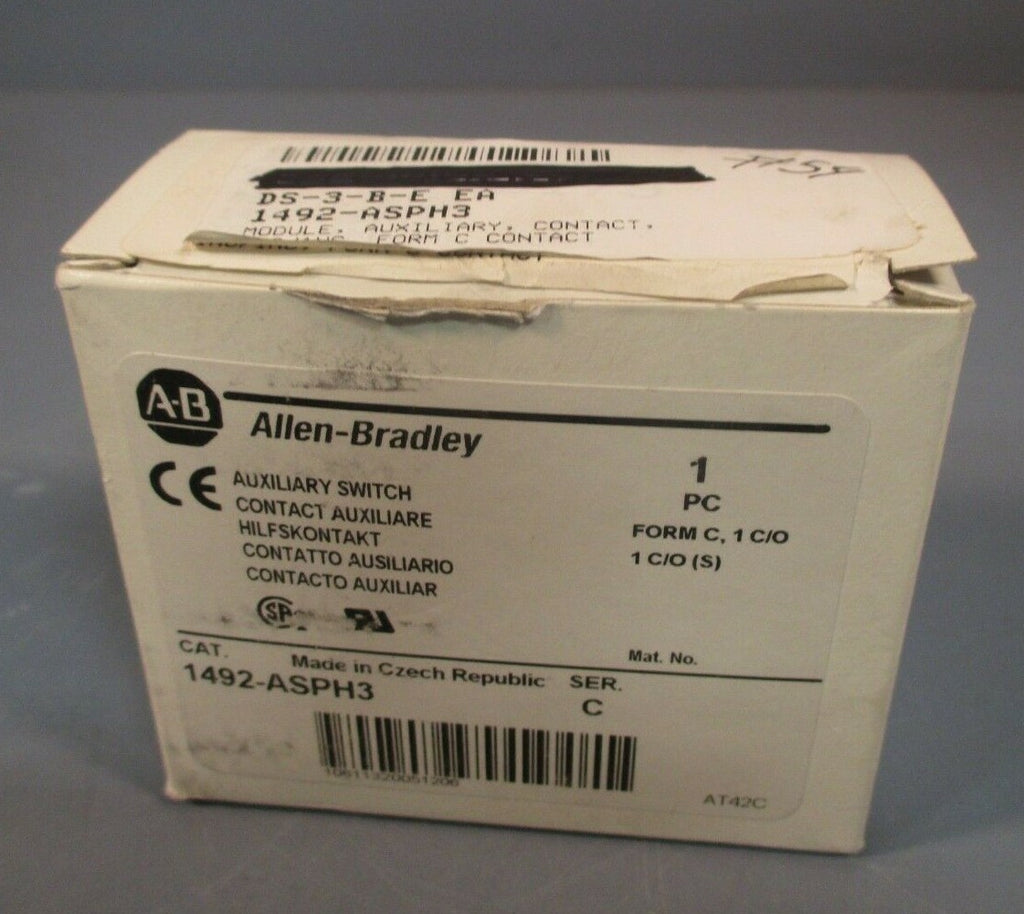 DS-3-B-E EA
1492-ASPH3
MODULE, AUXILIARY, CONTACT,
FORM C CONTACT
A-B
Allen-Bradley
CE
AUXILIARY SWITCH
CONTACT AUXILIARE
HILFSKONTAKT
CONTATTO AUSILIARIO
CONTACTO AUXILIAR
1
PC
FORM C, 1 C/O
1 C/O (S)
Mat. No.
CAT.
Made in Czech Republic
SER.
1492-ASPH3
C
10611320051206
AT42C